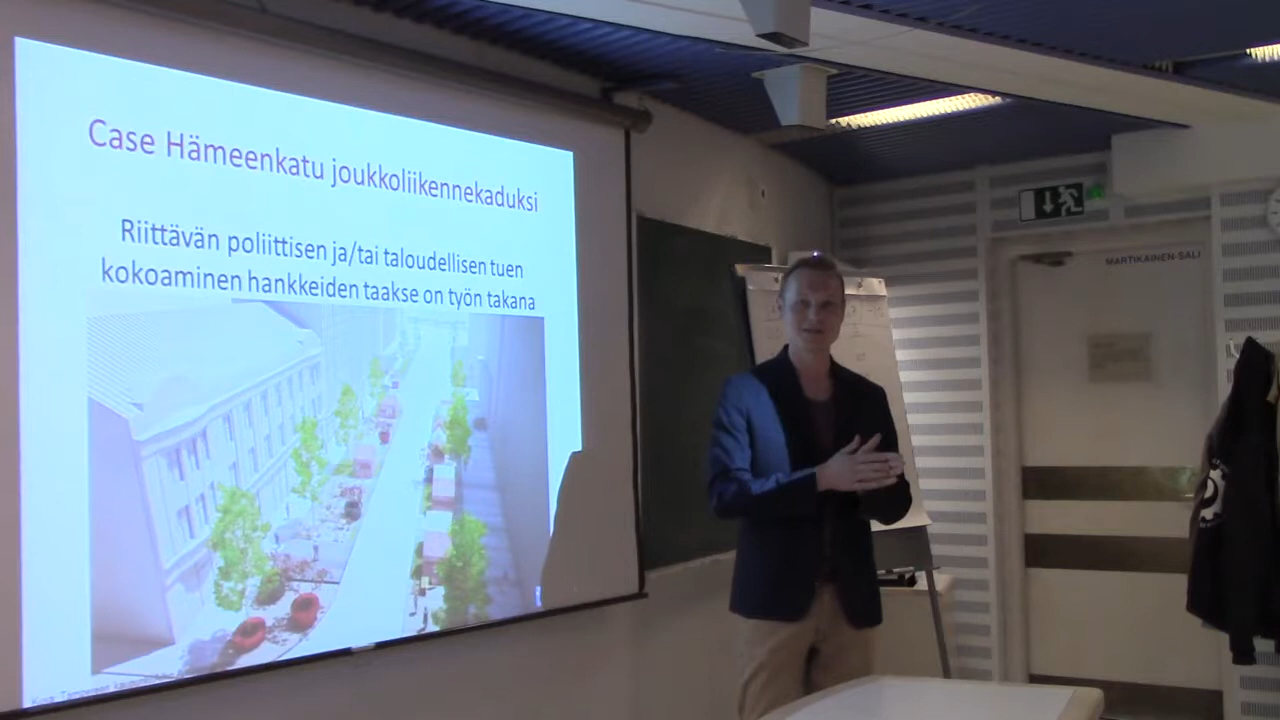 Case Hämeenkatu joukkoliikennekaduksi
Riittävän poliittisen ja/tai taloudellisen tuen
kokoaminen hankkeiden taakse on työn takana
MARTIKAINEN-SALI